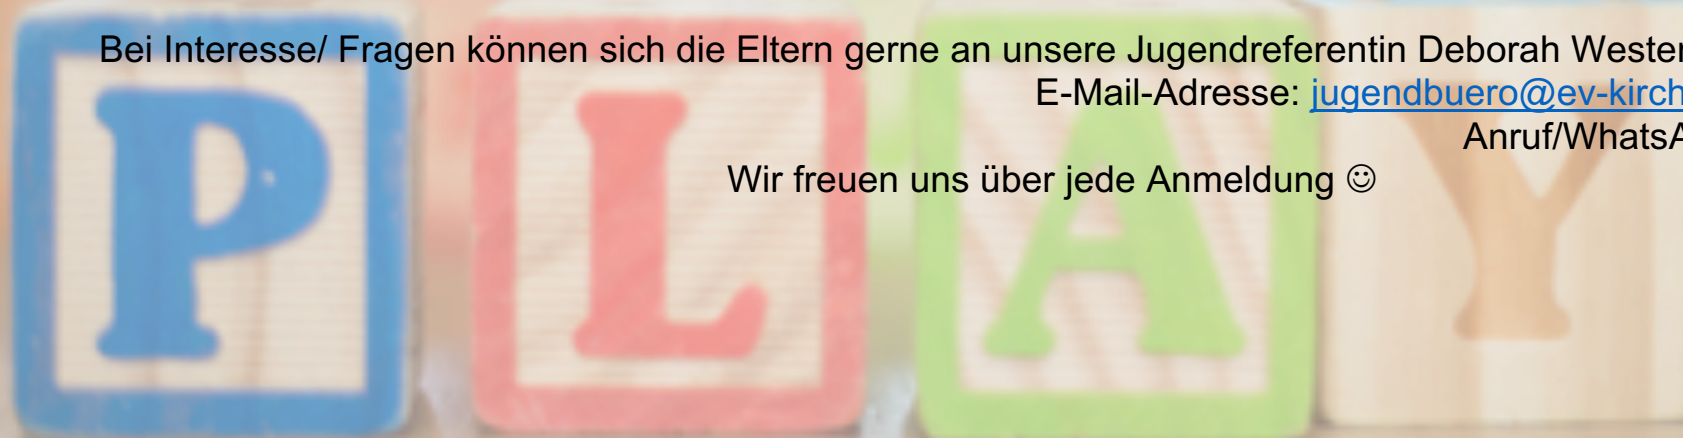 Bei Interesse/ Fragen können sich die Eltern gerne an unsere Jugendreferentin Deborah
E-Mail-Adresse: jugendbuero@ev-kirch
Anruf/WhatsA
Wir freuen uns über jede Anmeldung ☺
P L A Y